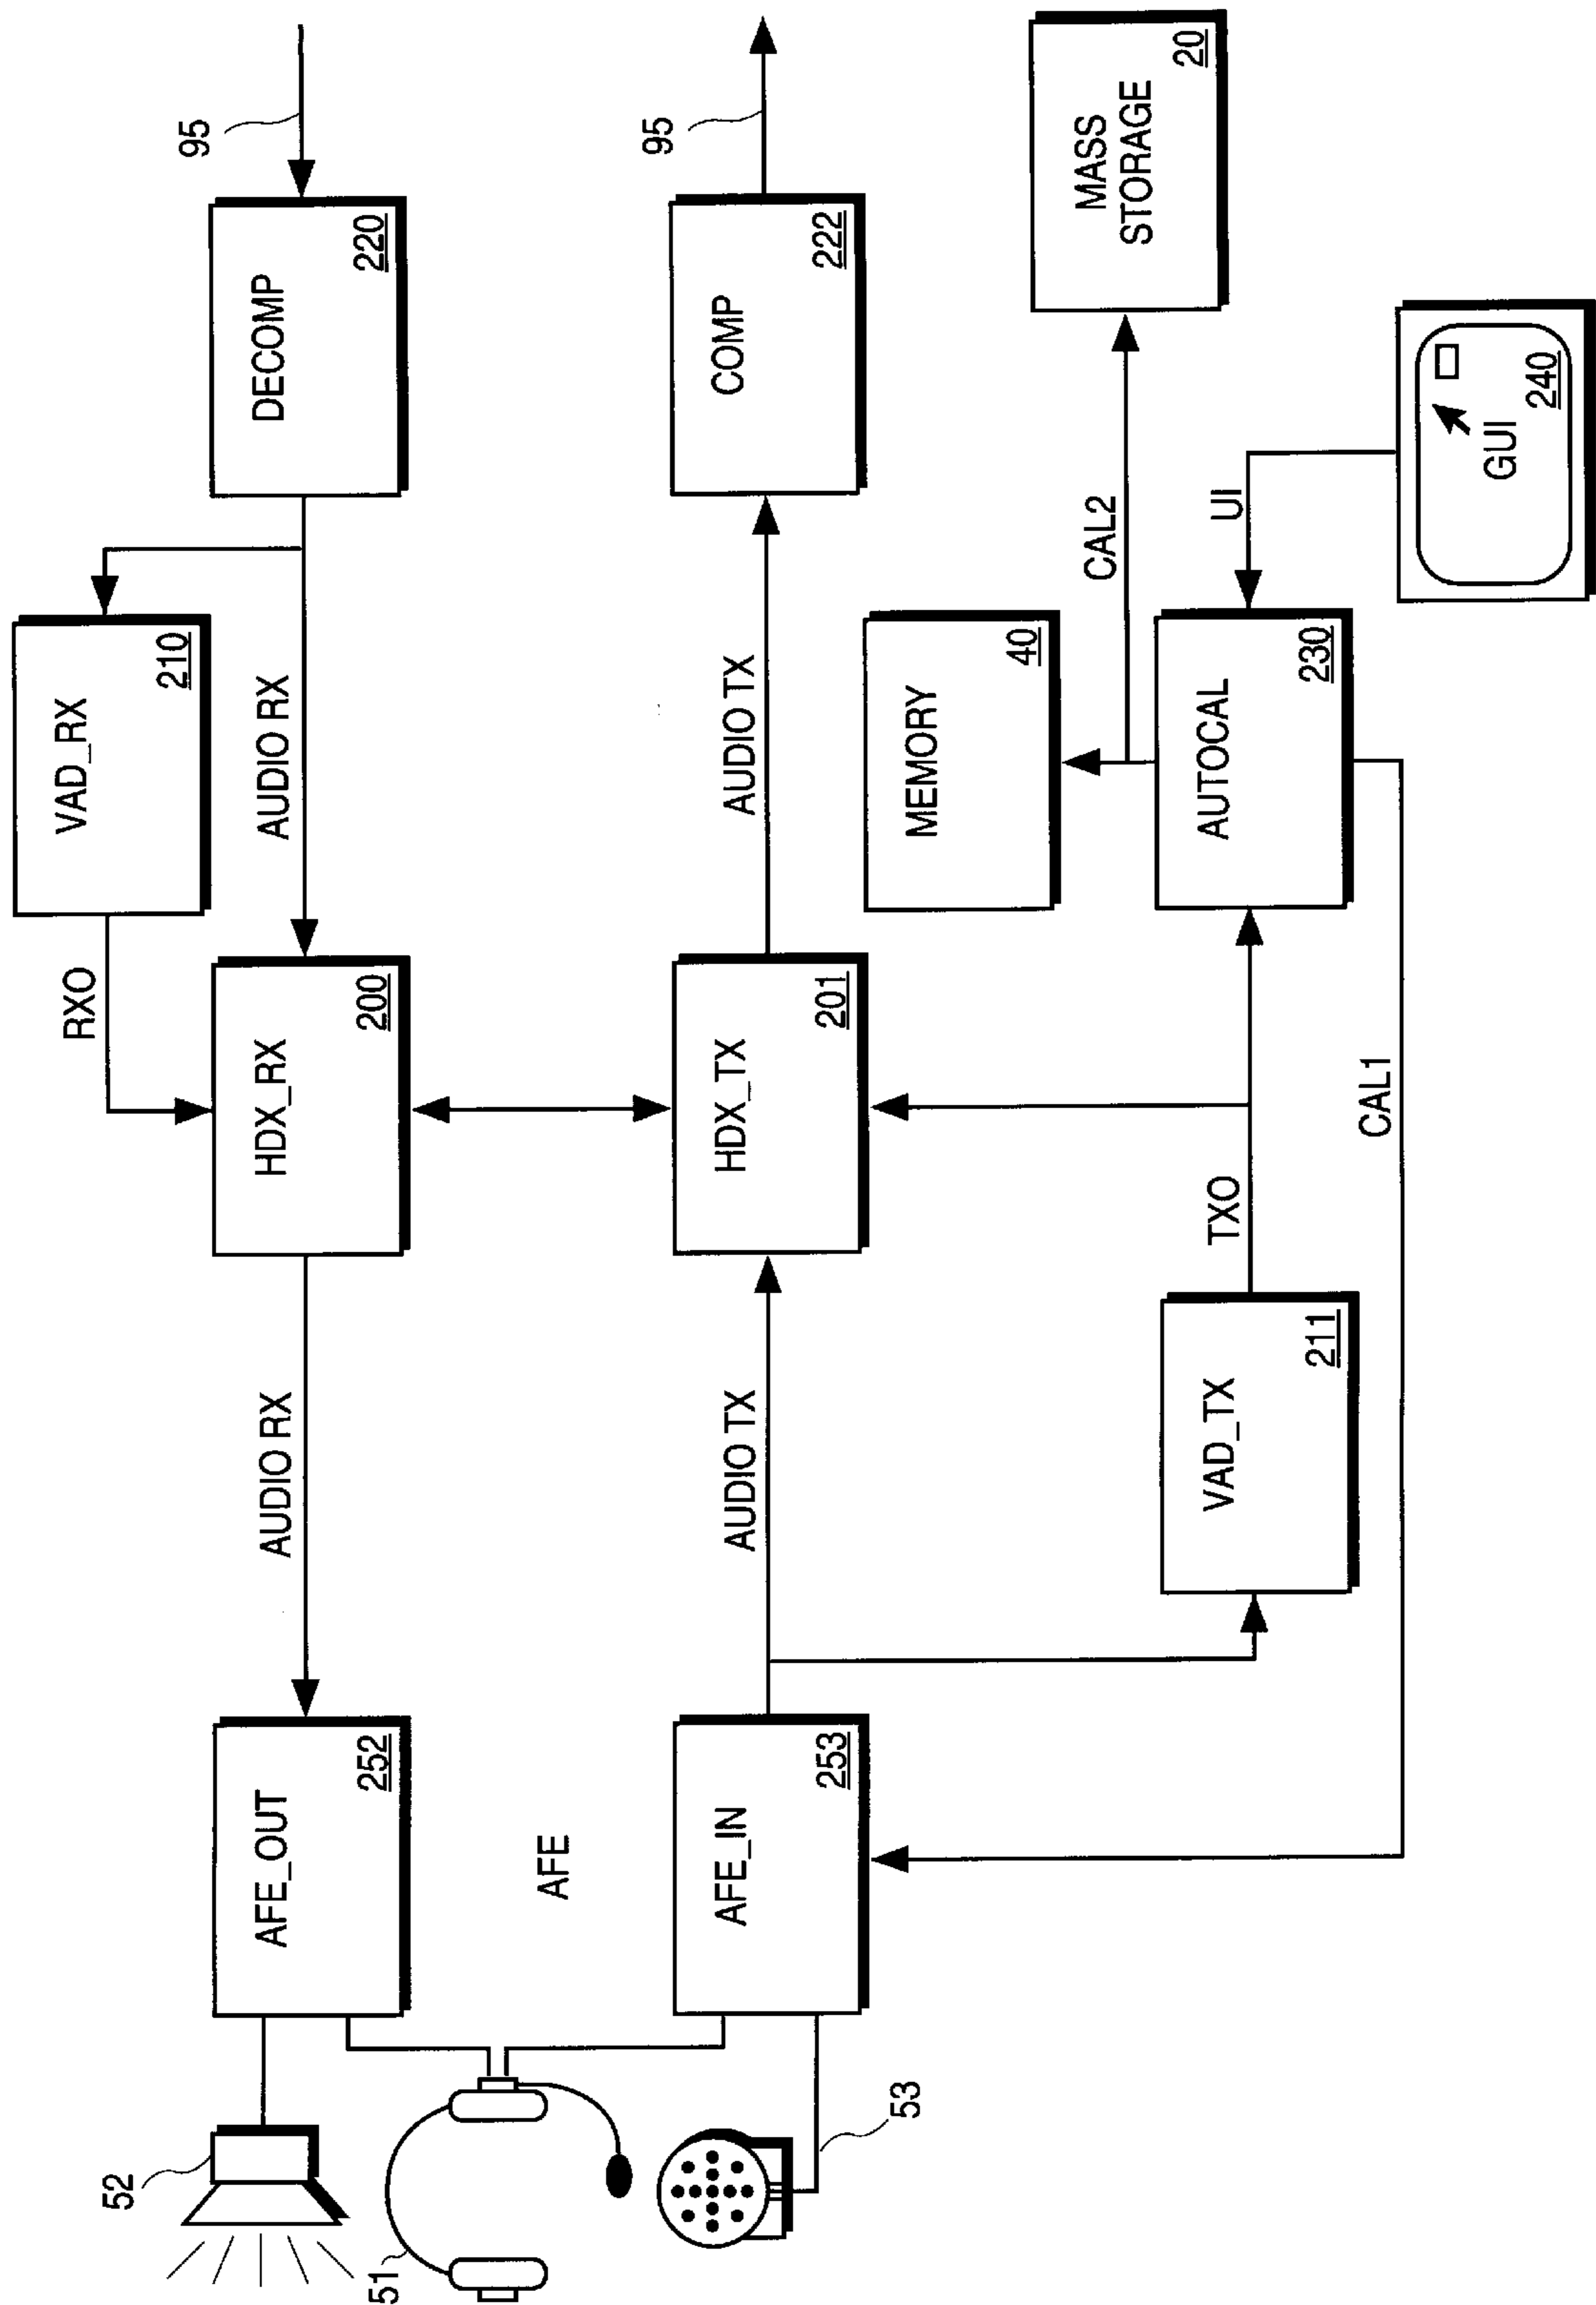 VAD_RX
210
RXO
95
DECOMP
220
AUDIO RX
HDX_RX
200
AUDIO RX
AFE_OUT
252
52
51
AFE
95
COMP
222
AUDIO TX
HDX_TX
201
AUDIO TX
AFE_IN
253
53
MASS
STORAGE
20
MEMORY
40
CAL2
UI
AUTOCAL
230
TXO
VAD_TX
211
CAL1
GUI
240